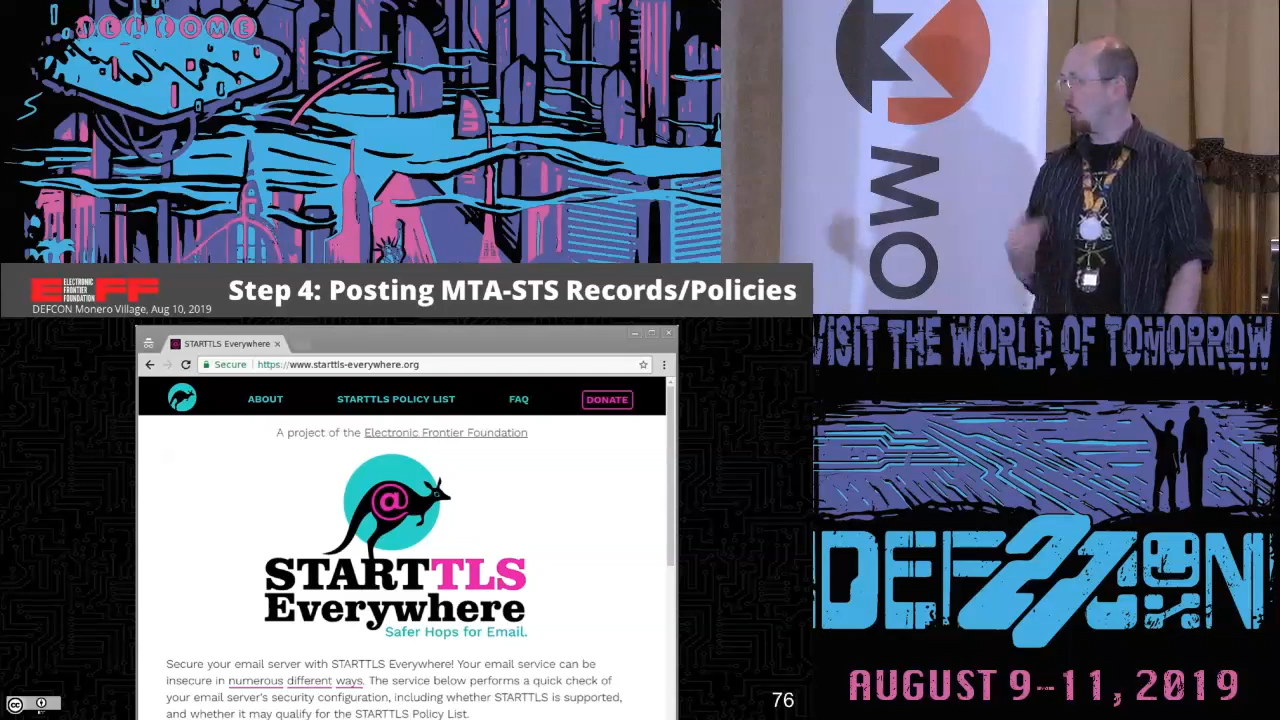 WELCOME
MO
EFF
ELECTRONIC
FRONTIER
FOUNDATION
DEFCON Monero Village, Aug 10, 2019
Step 4: Posting MTA-STS Records/Policies
STARTTLS Everywhere
Secure
https://www.starttls-everywhere.org
ABOUT
STARTTLS POLICY LIST
FAQ
DONATE
A project of the Electronic Frontier Foundation
@
STARTTLS
Everywhere
Safer Hops for Email.
Secure your email server with STARTTLS Everywhere! Your email service can be
insecure in numerous different ways. The service below performs a quick check of
your email server's security configuration, including whether STARTTLS is supported,
and whether it may qualify for the STARTTLS Policy List.
76
cc
VISIT THE WORLD OF TOMORROW
DEFCON
27
AUGUST 9-11, 2019